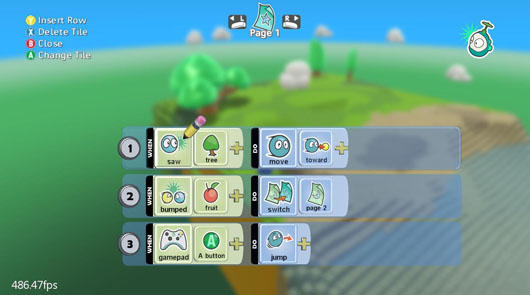 Y Insert Row
X Delete Tile
B Close
A Change Tile
L Page 1 R
1 WHEN saw tree + DO move toward +
2 WHEN bumped fruit + DO switch page 2
3 WHEN gamepad A A button + DO jump +
486.47fps